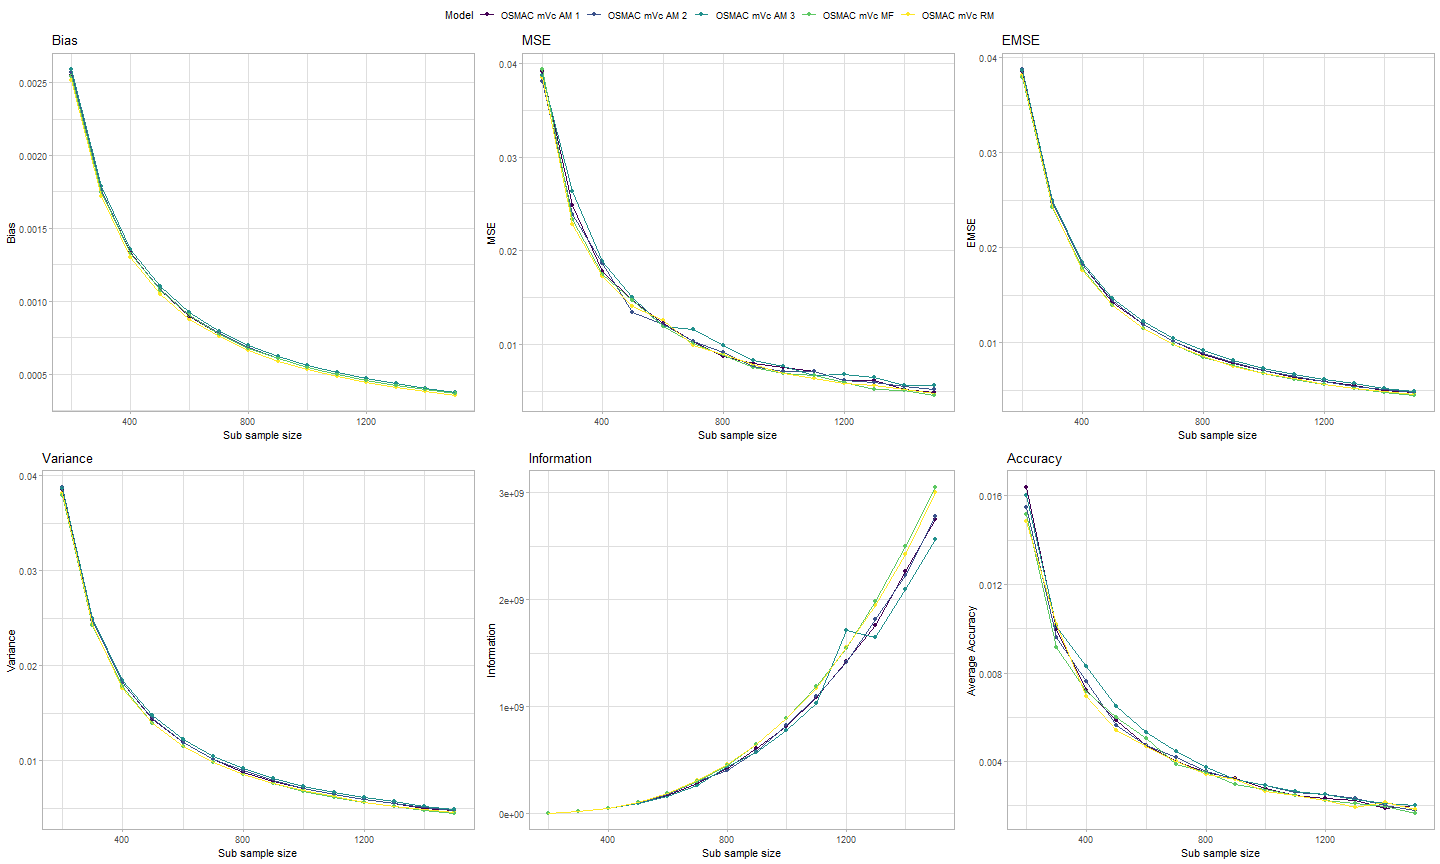 Model OSMAC mVc AM 1 OSMAC mVc AM 2 OSMAC mVc AM 3 OSMAC mVc MF OSMAC mVc RM
Bias
0.0025
0.0020
0.0015
0.0010
0.0005
Bias
400 800 1200
Sub sample size
MSE
0.04
0.03
0.02
0.01
MSE
400 800 1200
Sub sample size
EMSE
0.04
0.03
0.02
0.01
EMSE
400 800 1200
Sub sample size
Variance
0.04
0.03
0.02
0.01
Variance
400 800 1200
Sub sample size
Information
3e+09
2e+09
1e+09
0e+00
Information
400 800 1200
Sub sample size
Accuracy
0.016
0.012
0.008
0.004
Average Accuracy
400 800 1200
Sub sample size